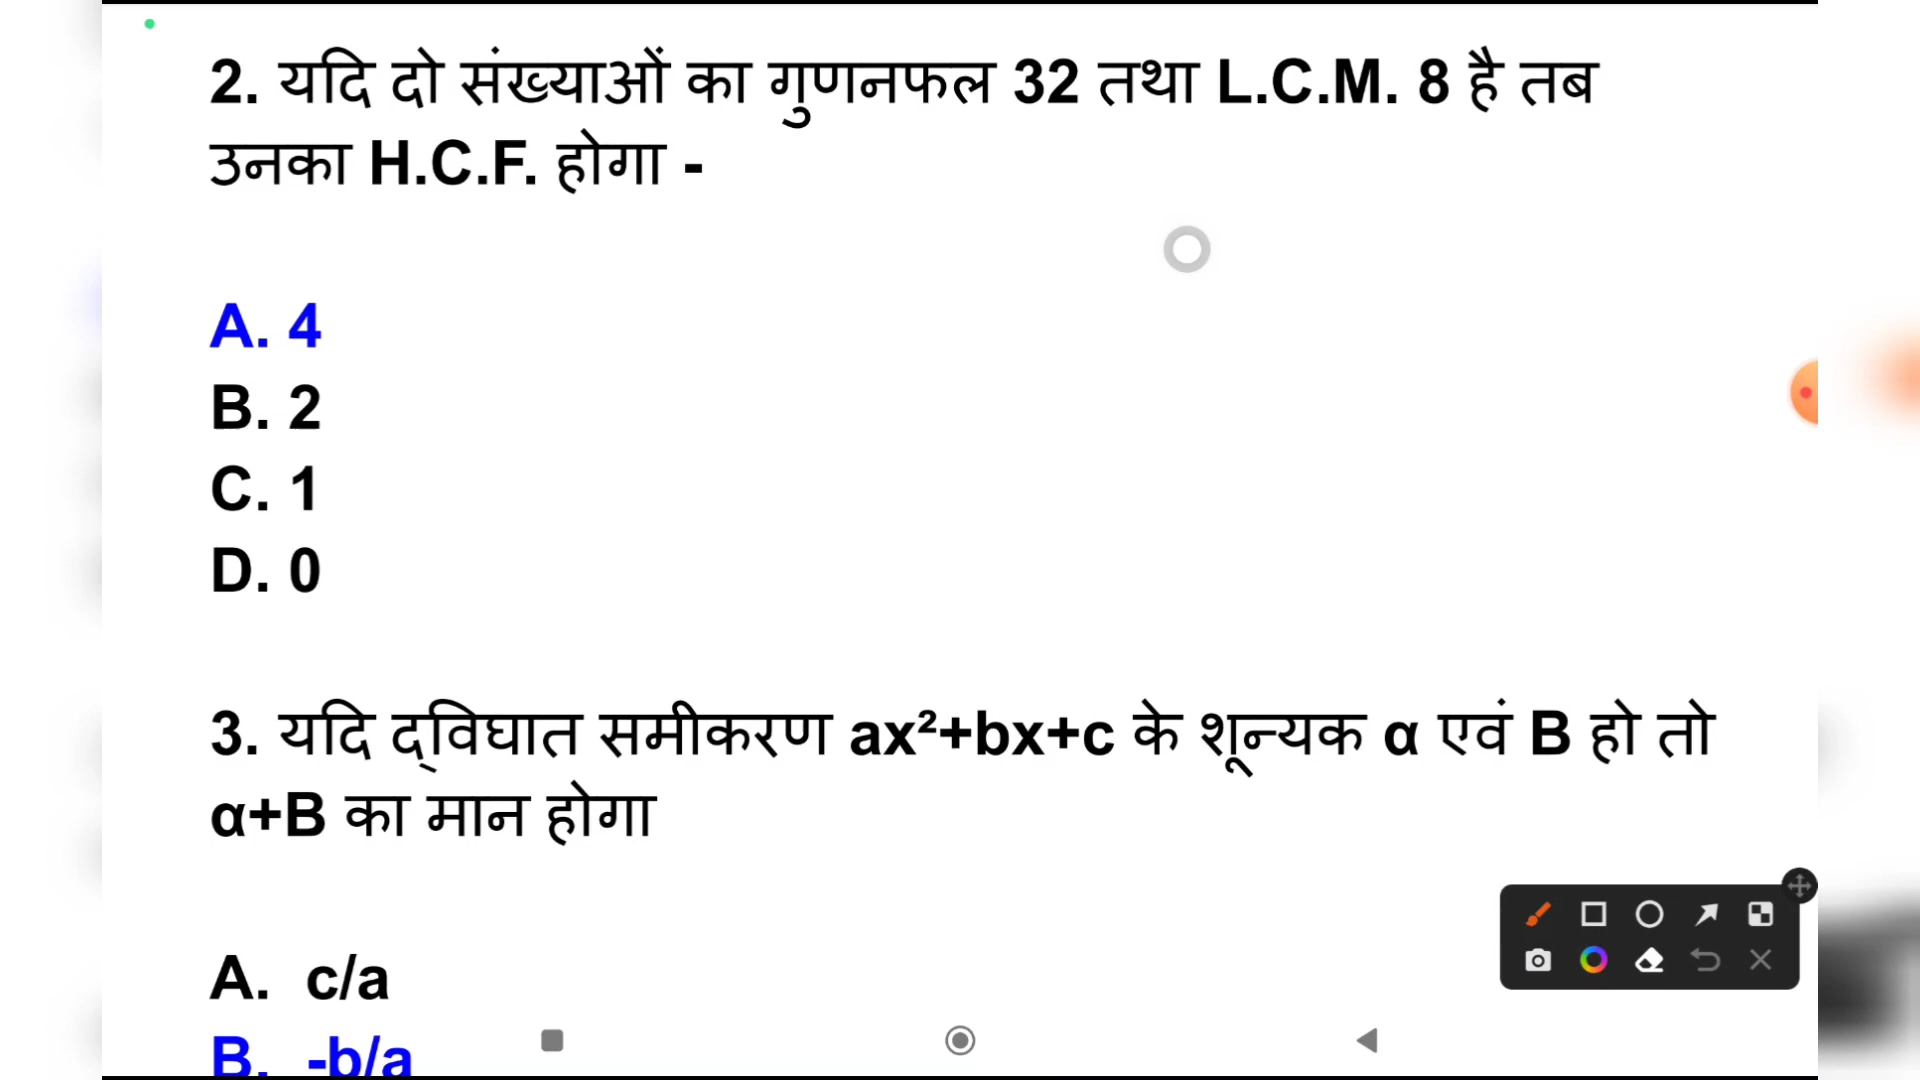 2. यदि दो संख्याओं का गुणनफल 32 तथा L.C.M. 8 है तब
उनका H.C.F. होगा -
A. 4
B. 2
C. 1
D. 0
3. यदि द्विघात समीकरण ax²+bx+c के शून्यक α एवं B हो तो
α+B का मान होगा
A. c/a
B. -b/a